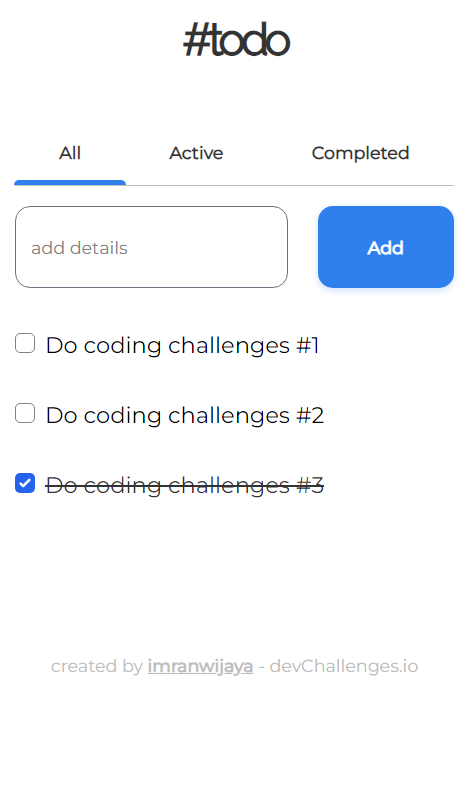 #todo
All Active Completed
add details Add
Do coding challenges #1
Do coding challenges #2
Do coding challenges #3
created by imranwijaya - devChallenges.io